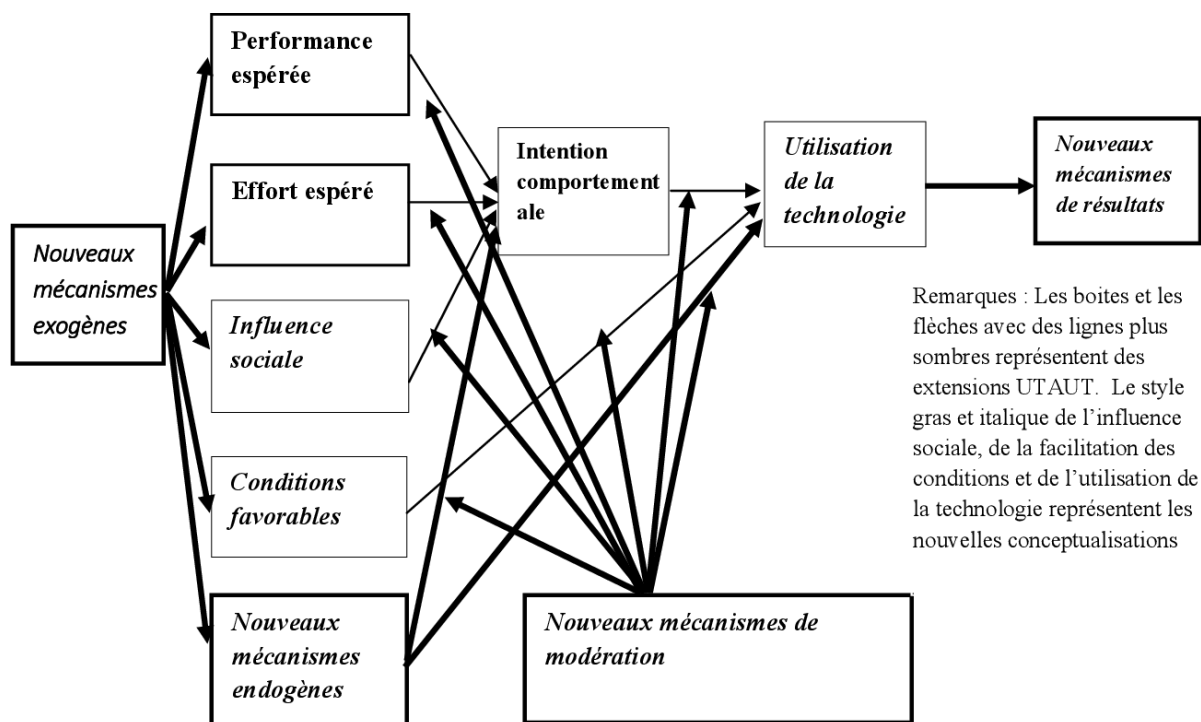 Performance
espérée
Effort espéré
Nouveaux
mécanismes
exogènes
Influence
sociale
Conditions
favorables
Nouveaux
mécanismes
endogènes
Intention
comportement
ale
Utilisation
de la
technologie
Nouveaux
mécanismes
de résultats
Nouveaux mécanismes de
modération
Remarques : Les boites et les
flèches avec des lignes plus
sombres représentent des
extensions UTAUT.  Le style
gras et italique de l’influence
sociale, de la facilitation des
conditions et de l’utilisation de
la technologie représentent les
nouvelles conceptualisations